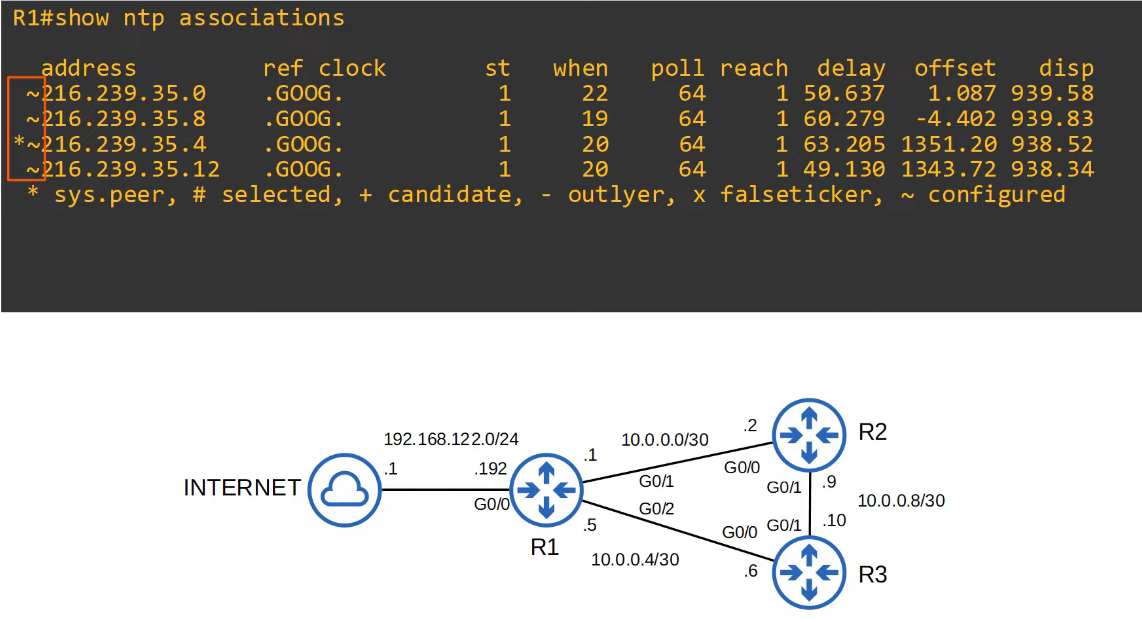 R1#show ntp associations
address ref clock st when poll reach delay offset disp
~216.239.35.0 .GOOG. 1 22 64 1 50.637 1.087 939.58
~216.239.35.8 .GOOG. 1 19 64 1 60.279 -4.402 939.83
*~216.239.35.4 .GOOG. 1 20 64 1 63.205 1351.20 938.52
~216.239.35.12 .GOOG. 1 20 64 1 49.130 1343.72 938.34
* sys.peer, # selected, + candidate, - outlyer, x falseticker, ~ configured
INTERNET
.1
192.168.122.0/24
.192
G0/0
R1
.1
G0/1
10.0.0.0/30
.2
G0/0
R2
.5
G0/2
10.0.0.4/30
G0/0
.6
R3
G0/1
.9
10.0.0.8/30
G0/1
.10